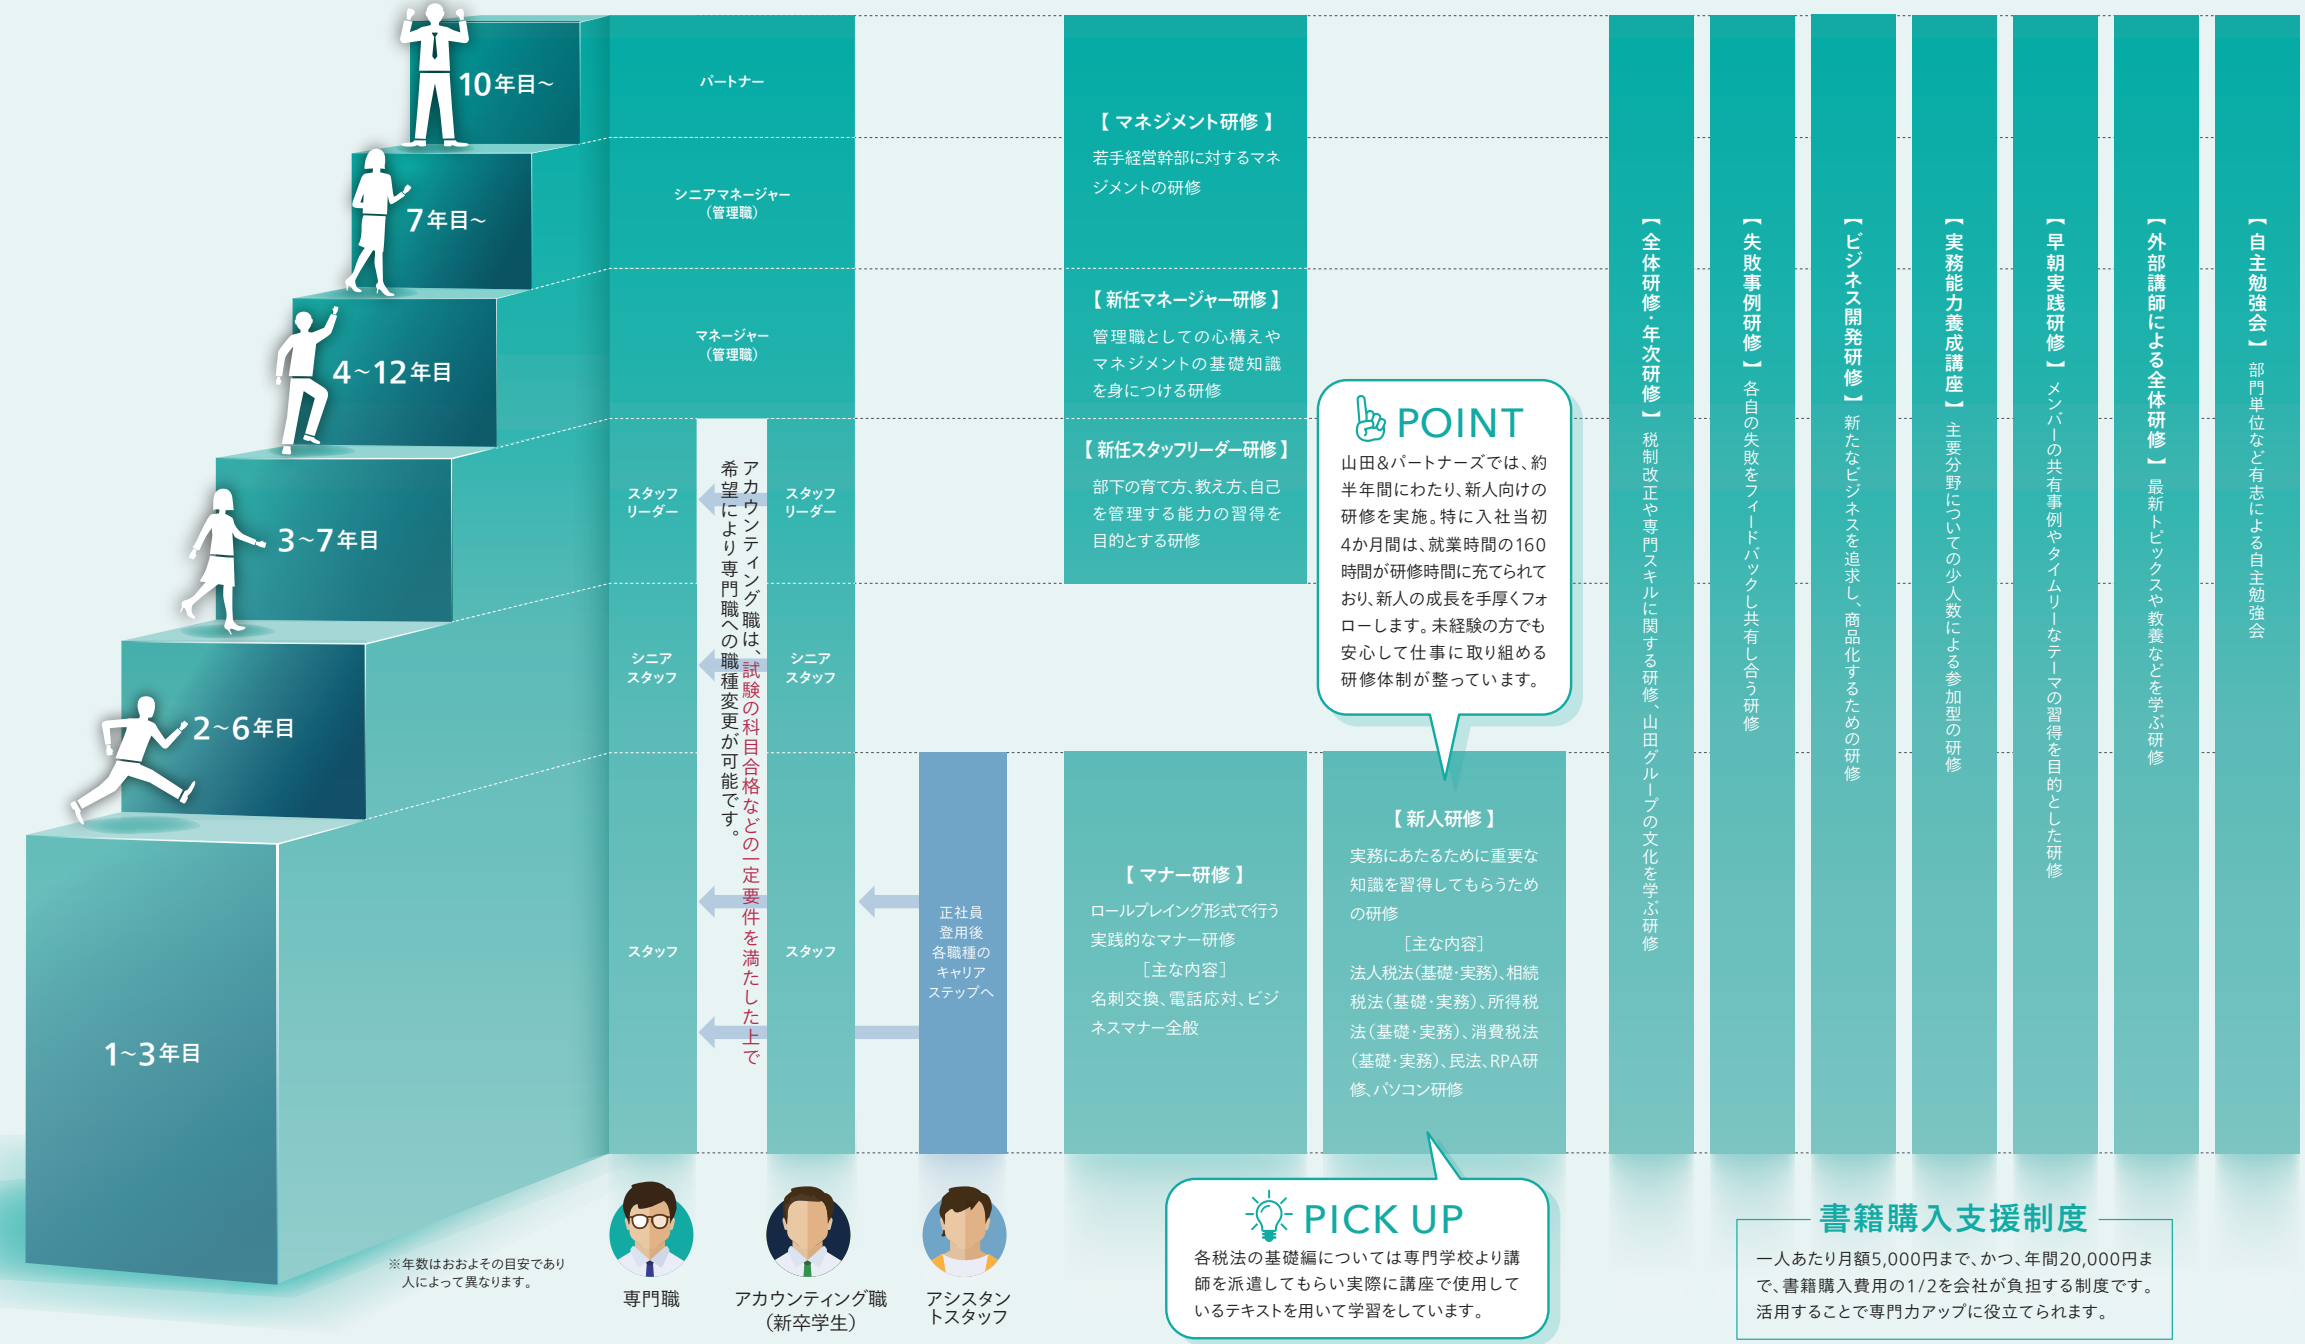 10年目～
7年目～
4～12年目
3～7年目
2～6年目
1～3年目
※年数はおおよその目安であり
人によって異なります。
パートナー
シニアマネージャー
（管理職）
マネージャー
（管理職）
スタッフ
リーダー
シニア
スタッフ
スタッフ
アカウンティング職は、試験の科目合格などの一定要件を満たした上で
希望により専門職への職種変更が可能です。
スタッフ
リーダー
シニア
スタッフ
スタッフ
正社員
登用後
各職種の
キャリア
ステップへ
専門職
アカウンティング職
（新卒学生）
アシスタン
トスタッフ
【 マネジメント研修 】
若手経営幹部に対するマネ
ジメントの研修
【 新任マネージャー研修 】
管理職としての心構えや
マネジメントの基礎知識
を身につける研修
【 新任スタッフリーダー研修 】
部下の育て方、教え方、自己
を管理する能力の習得を
目的とする研修
【 マナー研修 】
ロールプレイング形式で行う
実践的なマナー研修
［主な内容］
名刺交換、電話応対、ビジ
ネスマナー全般
POINT
山田＆パートナーズでは、約
半年間にわたり、新人向けの
研修を実施。特に入社当初
4か月間は、就業時間の160
時間が研修時間に充てられて
おり、新人の成長を手厚くフォ
ローします。未経験の方でも
安心して仕事に取り組める
研修体制が整っています。
【 新人研修 】
実務にあたるために重要な
知識を習得してもらうため
の研修
［主な内容］
法人税法（基礎・実務）、相続
税法（基礎・実務）、所得税
法（基礎・実務）、消費税法
（基礎・実務）、民法、RPA研
修、パソコン研修
PICK UP
各税法の基礎編については専門学校より講
師を派遣してもらい実際に講座で使用して
いるテキストを用いて学習をしています。
【 全体研修・年次研修 】 税制改正や専門スキルに関する研修、山田グループの文化を学ぶ研修
【 失敗事例研修 】 各自の失敗をフィードバックし共有し合う研修
【 ビジネス開発研修 】 新たなビジネスを追求し、商品化するための研修
【 実務能力養成講座 】 主要分野についての少人数による参加型の研修
【 早朝実践研修 】 メンバーの共有事例やタイムリーなテーマの習得を目的とした研修
【 外部講師による全体研修 】 最新トピックスや教養などを学ぶ研修
【 自主勉強会 】 部門単位など有志による自主勉強会
書籍購入支援制度
一人あたり月額5,000円まで、かつ、年間20,000円ま
で、書籍購入費用の1/2を会社が負担する制度です。
活用することで専門力アップに役立てられます。